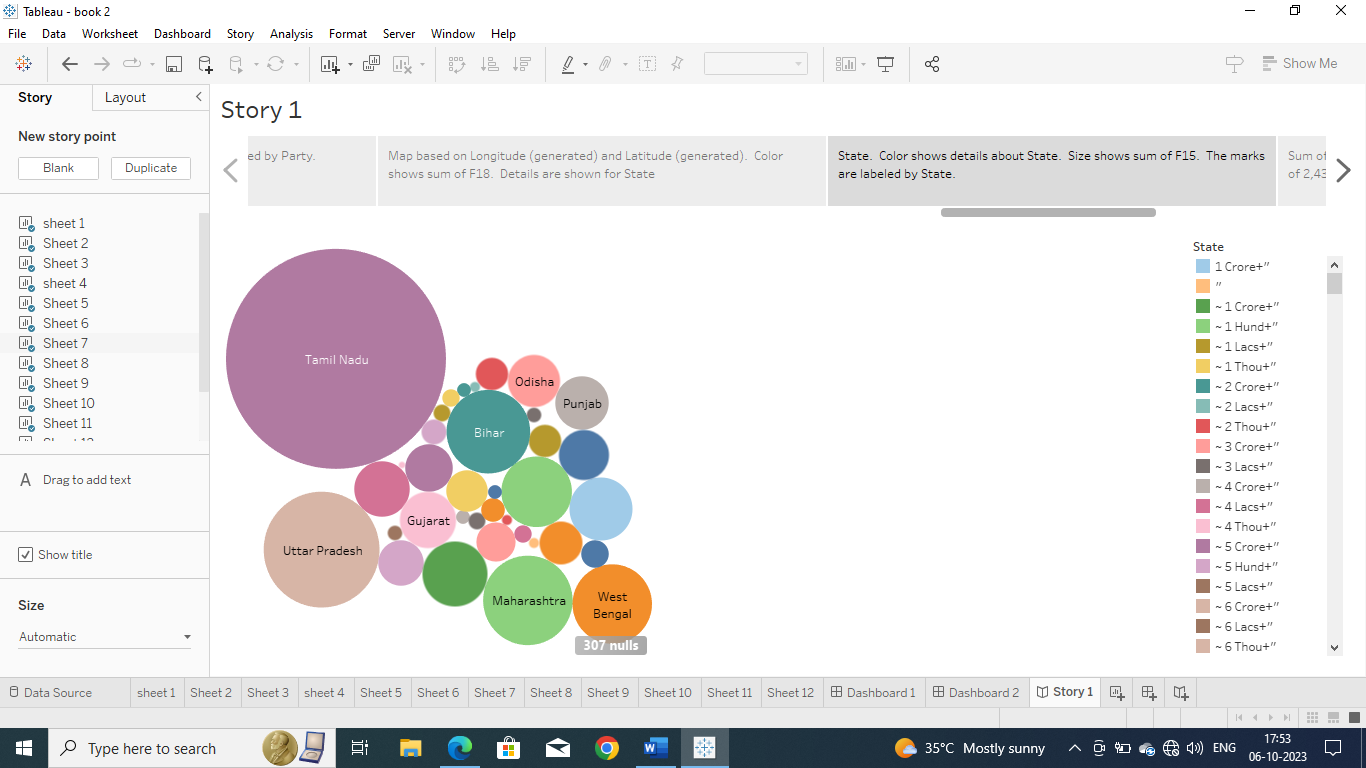 Tableau - book 2
File Data Worksheet Dashboard Story Analysis Format Server Window Help
Show Me
Story Layout
New story point
Blank Duplicate
sheet 1
Sheet 2
Sheet 3
sheet 4
Sheet 5
Sheet 6
Sheet 7
Sheet 8
Sheet 9
Sheet 10
Sheet 11
A Drag to add text
Show title
Size
Automatic
Story 1
ed by Party.
Map based on Longitude (generated) and Latitude (generated). Color
shows sum of F18. Details are shown for State
State. Color shows details about State. Size shows sum of F15. The marks
are labeled by State.
Sum of
of 2,43
Tamil Nadu
Odisha
Punjab
Bihar
Gujarat
Uttar Pradesh
Maharashtra
West
Bengal
307 nulls
State
1 Crore+”
”
~ 1 Crore+”
~ 1 Hund+”
~ 1 Lacs+”
~ 1 Thou+”
~ 2 Crore+”
~ 2 Lacs+”
~ 2 Thou+”
~ 3 Crore+”
~ 3 Lacs+”
~ 4 Crore+”
~ 4 Lacs+”
~ 4 Thou+”
~ 5 Crore+”
~ 5 Hund+”
~ 5 Lacs+”
~ 6 Crore+”
~ 6 Lacs+”
~ 6 Thou+”
Data Source sheet 1 Sheet 2 Sheet 3 sheet 4 Sheet 5 Sheet 6 Sheet 7 Sheet 8 Sheet 9 Sheet 10 Sheet 11 Sheet 12 Dashboard 1 Dashboard 2 Story 1
Type here to search
35°C Mostly sunny
ENG
17:53
06-10-2023